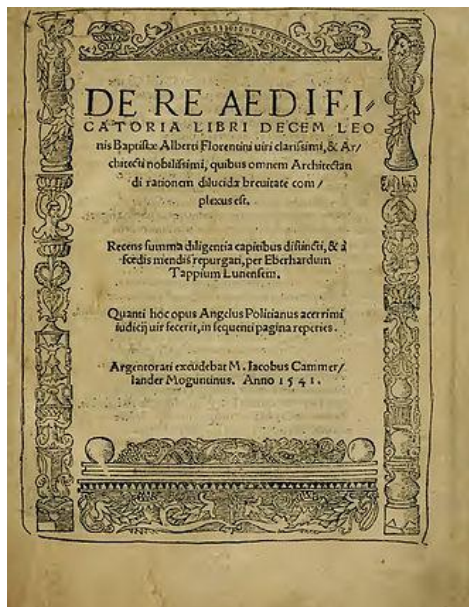 DE RE AEDIFI⸗
CATORIA LIBRI DECEM LEO
nis Baptistæ Alberti Florentini uiri clarissimi, & Ar⸗
chitecti nobilissimi, quibus omnem Architectan
di rationem dilucida breuitate com⸗
plexus est.
Recens summa diligentia capitibus distincti, & à
fœdis mendis repurgati, per Eberhardum
Tappium Lunensem.
Quanti hoc opus Angelus Politianus acerrimi
iudicij uir fecerit, in sequenti pagina reperies.
Argentorati excudebat M. Iacobus Cammer⸗
lander Moguntinus. Anno 1541.